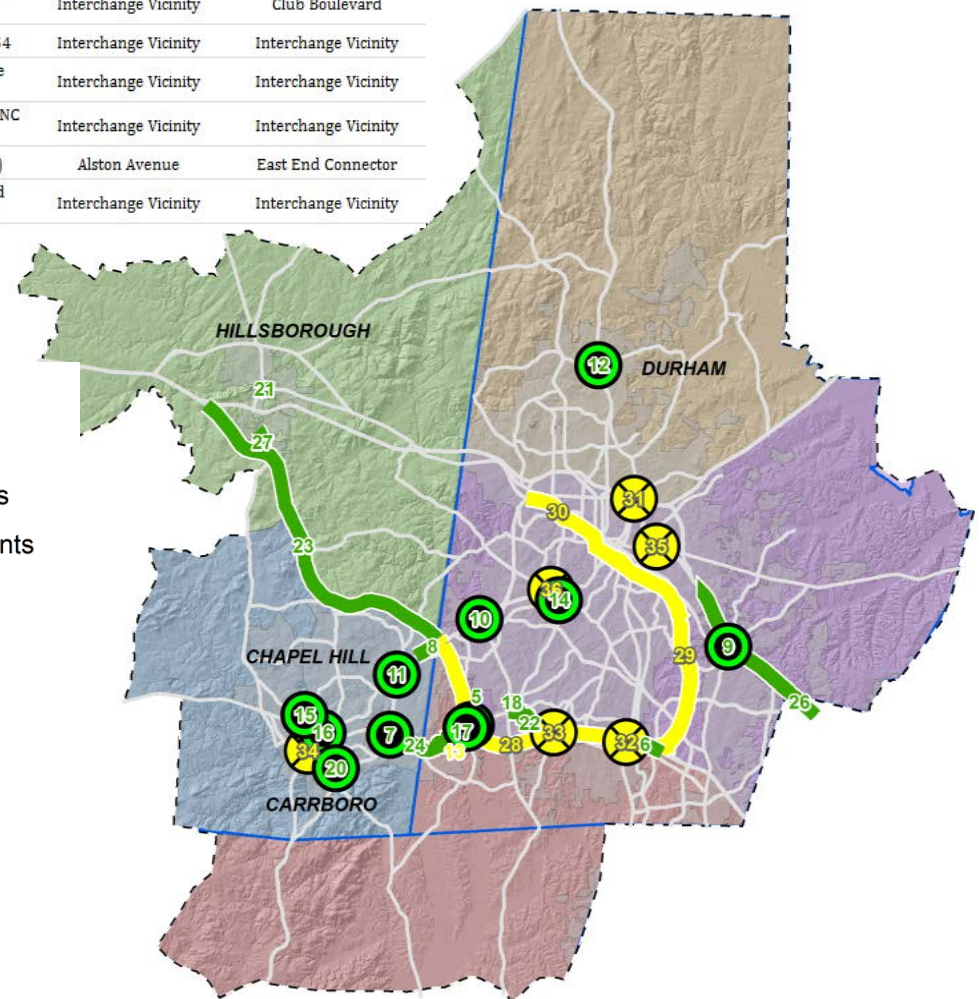 Interchange Vicinity Club Boulevard
54 Interchange Vicinity Interchange Vicinity
e
Interchange Vicinity Interchange Vicinity
NC
Interchange Vicinity Interchange Vicinity
) Alston Avenue East End Connector
d
Interchange Vicinity Interchange Vicinity
HILLSBOROUGH
12
DURHAM
21
27
s
31
30
nts
23
35
36
14
10
8
9
CHAPEL HILL
29
11
5
18
26
15
22
16
7
17
33
24
13
28
32
6
34
20
CARRBORO